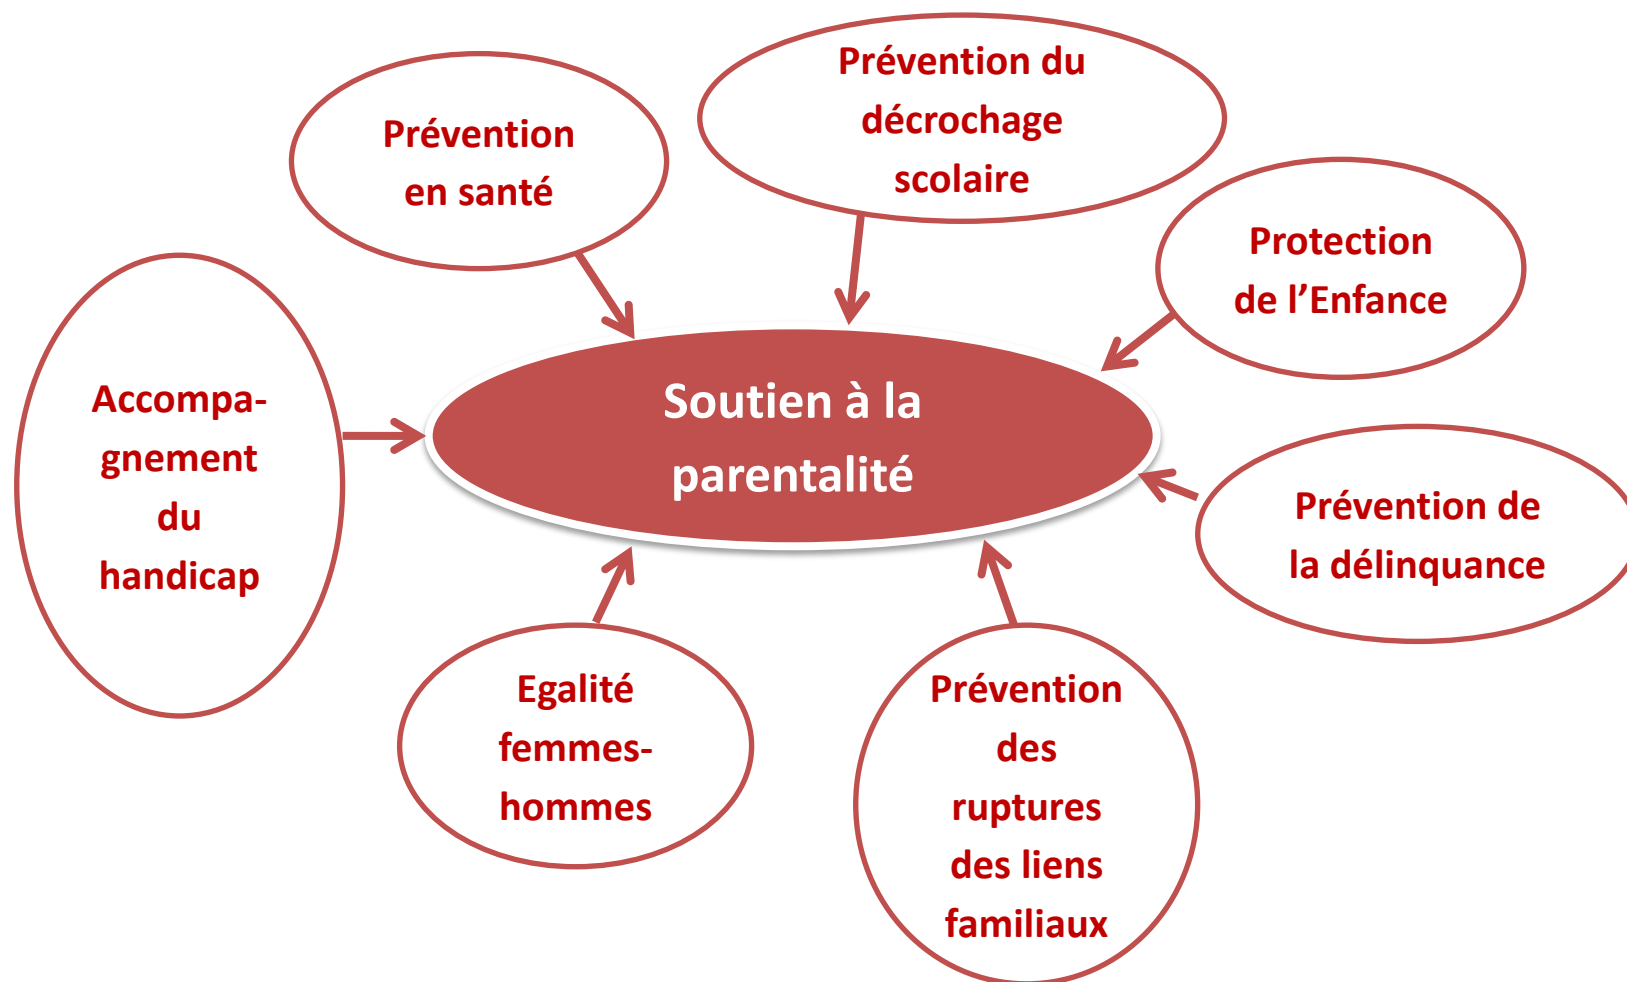 Prévention du
décrochage
scolaire
Prévention
en santé
Protection
de l’Enfance
Accompa-
gnement
du
handicap
Soutien à la
parentalité
Prévention de
la délinquance
Egalité
femmes-
hommes
Prévention
des
ruptures
des liens
familiaux